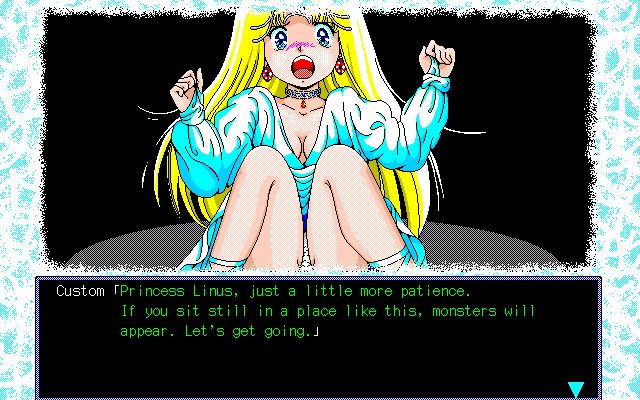 Custom「Princess Linus, just a little more patience.
If you sit still in a place like this, monsters will
appear. Let's get going.」